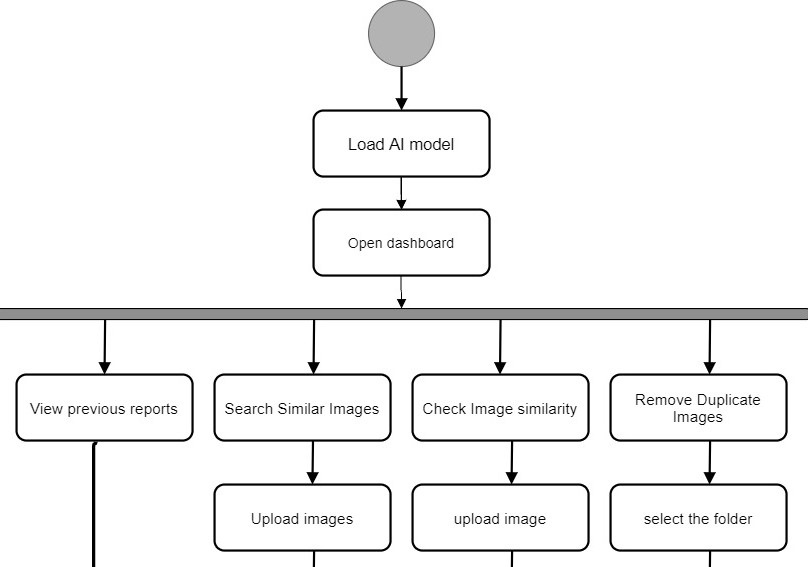 Load AI model
Open dashboard
View previous reports
Search Similar Images
Check Image similarity
Remove Duplicate
Images
Upload images
upload image
select the folder